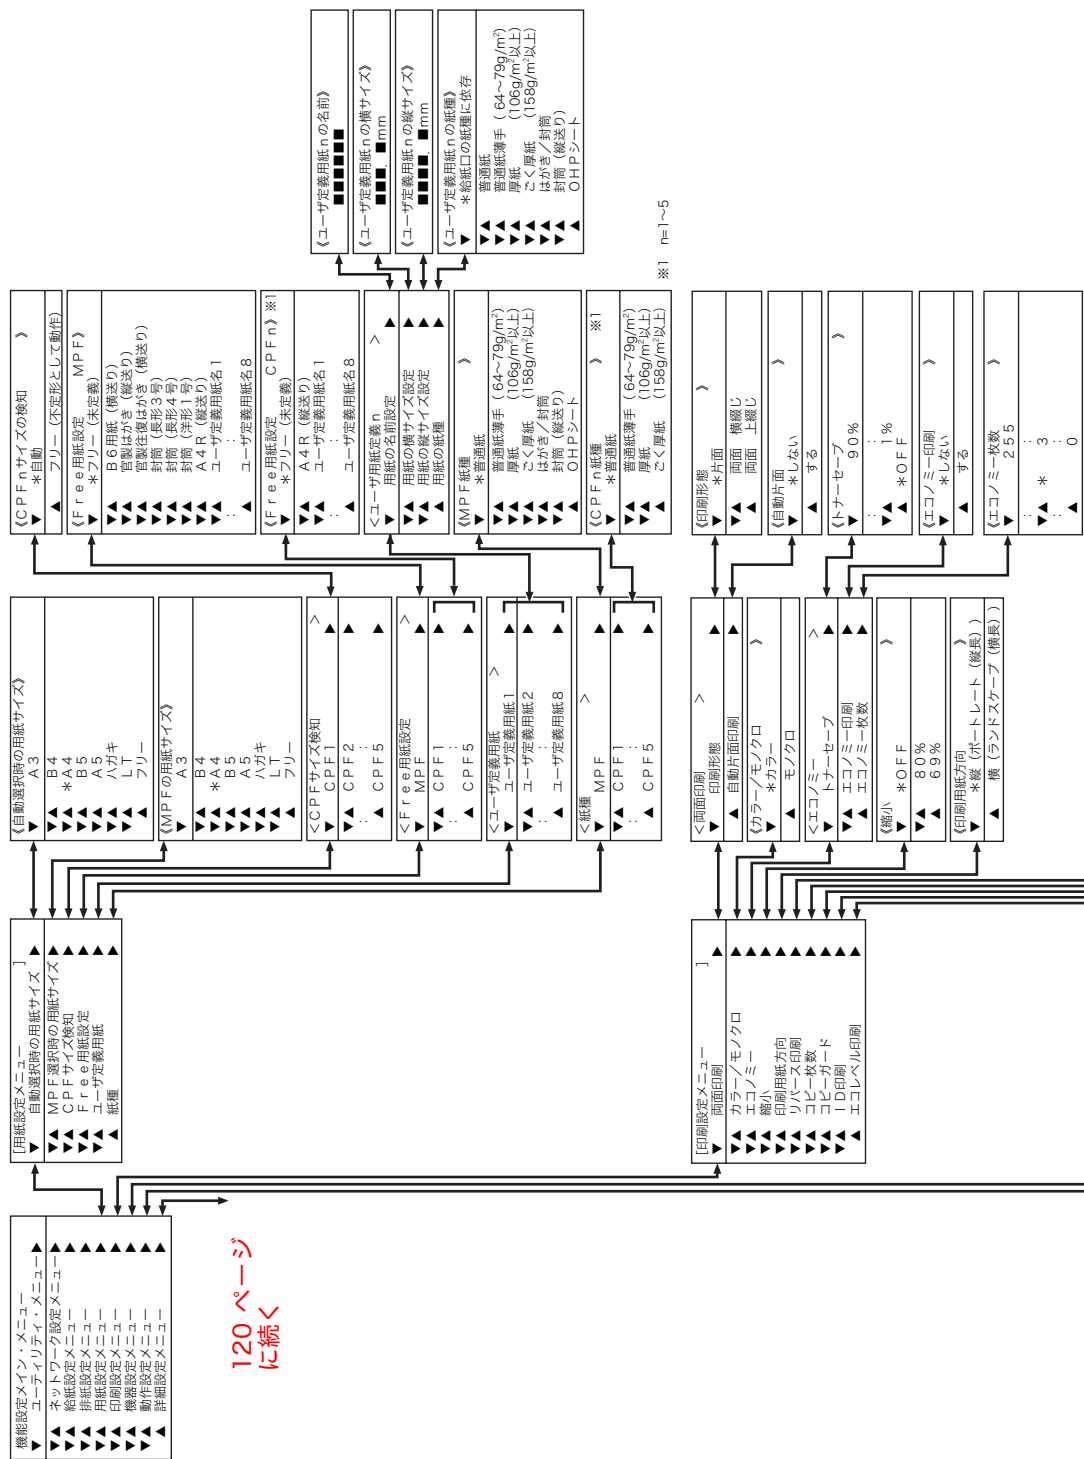 機能設定メイン・メニュー
▼ ユーティリティ・メニュー ▲
▼▲ ネットワーク設定メニュー ▲
▼▲ 給紙設定メニュー ▲
▼▲ 排紙設定メニュー ▲
▼▲ 用紙設定メニュー ▲
▼▲ 印刷設定メニュー ▲
▼▲ 機器設定メニュー ▲
▼▲ 動作設定メニュー ▲
▲ 詳細設定メニュー ▲
120 ページ
に続く
[用紙設定メニュー ]
▼ 自動選択時の用紙サイズ ▲
▼▲ MPF選択時の用紙サイズ ▲
▼▲ CPFサイズ検知 ▲
▼▲ Free用紙設定 ▲
▼▲ ユーザ定義用紙 ▲
▲ 紙種 ▲
《自動選択時の用紙サイズ》
▼ A3
▼▲ B4
▼▲ *A4
▼▲ B5
▼▲ A5
▼▲ ハガキ
▼▲ LT
▲ フリー
《MPFの用紙サイズ》
▼ A3
▼▲ B4
▼▲ *A4
▼▲ B5
▼▲ A5
▼▲ ハガキ
▼▲ LT
▲ フリー
<CPFサイズ検知 >
▼ CPF1 ▲
▼▲ CPF2 ▲
: :
▲ CPF5 ▲
<Free用紙設定 >
▼ MPF ▲
▼▲ CPF1 ▲
: :
▲ CPF5 ▲
<ユーザ定義用紙 >
▼ ユーザ定義用紙1 ▲
▼▲ ユーザ定義用紙2 ▲
: :
▲ ユーザ定義用紙8 ▲
<紙種 >
▼ MPF ▲
▼▲ CPF1 ▲
: :
▲ CPF5 ▲
《CPFnサイズの検知 》
▼ *自動
▲ フリー(不定形として動作)
《Free用紙設定 MPF》
▼ *フリー(未定義)
▼▲ B6用紙(横送り)
▼▲ 官製はがき(縦送り)
▼▲ 官製往復はがき(横送り)
▼▲ 封筒(長形3号)
▼▲ 封筒(長形4号)
▼▲ 封筒(洋形1号)
▼▲ A4R(縦送り)
▼▲ ユーザ定義用紙名1
: :
▲ ユーザ定義用紙名8
《Free用紙設定 CPFn》※1
▼ *フリー(未定義)
▼▲ A4R(縦送り)
▼▲ ユーザ定義用紙名1
: :
▲ ユーザ定義用紙名8
<ユーザ用紙定義n >
▼ 用紙の名前設定 ▲
▼▲ 用紙の横サイズ設定 ▲
▼▲ 用紙の縦サイズ設定 ▲
▲ 用紙の紙種 ▲
《MPF紙種 》
▼ *普通紙
▼▲ 普通紙薄手 (64〜79g/m²)
▼▲ 厚紙 (106g/m²以上)
▼▲ ごく厚紙 (158g/m²以上)
▼▲ はがき/封筒
▼▲ 封筒(縦送り)
▲ OHPシート
《CPFn紙種 》 ※1
▼ *普通紙
▼▲ 普通紙薄手 (64〜79g/m²)
▼▲ 厚紙 (106g/m²以上)
▲ ごく厚紙 (158g/m²以上)
《ユーザ定義用紙nの名前》
■■■■■■
《ユーザ定義用紙nの横サイズ》
■■■. ■mm
《ユーザ定義用紙nの縦サイズ》
■■■■. ■mm
《ユーザ定義用紙nの紙種》
▼ *給紙口の紙種に依存
▼▲ 普通紙
▼▲ 普通紙薄手 (64〜79g/m²)
▼▲ 厚紙 (106g/m²以上)
▼▲ ごく厚紙 (158g/m²以上)
▼▲ はがき/封筒
▼▲ 封筒(縦送り)
▲ OHPシート
※1 n=1〜5
[印刷設定メニュー ]
▼ 両面印刷 ▲
▼▲ カラー/モノクロ ▲
▼▲ エコノミー ▲
▼▲ 縮小 ▲
▼▲ 印刷用紙方向 ▲
▼▲ リバース印刷 ▲
▼▲ コピー枚数 ▲
▼▲ コピーガード ▲
▼▲ ID印刷 ▲
▲ エコレベル印刷 ▲
<両面印刷 >
▼ 印刷形態 ▲
▲ 自動片面印刷 ▲
《カラー/モノクロ 》
▼ *カラー
▲ モノクロ
<エコノミー >
▼ トナーセーブ ▲
▼▲ エコノミー印刷 ▲
▲ エコノミー枚数 ▲
《縮小 》
▼ *OFF
▼▲ 80%
▲ 69%
《印刷用紙方向 》
▼ *縦(ポートレート(縦長))
▲ 横(ランドスケープ(横長))
《印刷形態 》
▼ *片面
▼▲ 両面 横綴じ
▲ 両面 上綴じ
《自動片面 》
▼ *しない
▲ する
《トナーセーブ 》
▼ 90%
: :
▼▲ 1%
▲ *OFF
《エコノミー印刷 》
▼ *しない
▲ する
《エコノミー枚数 》
▼ 255
: :
▼▲ *3
: :
▲ 0